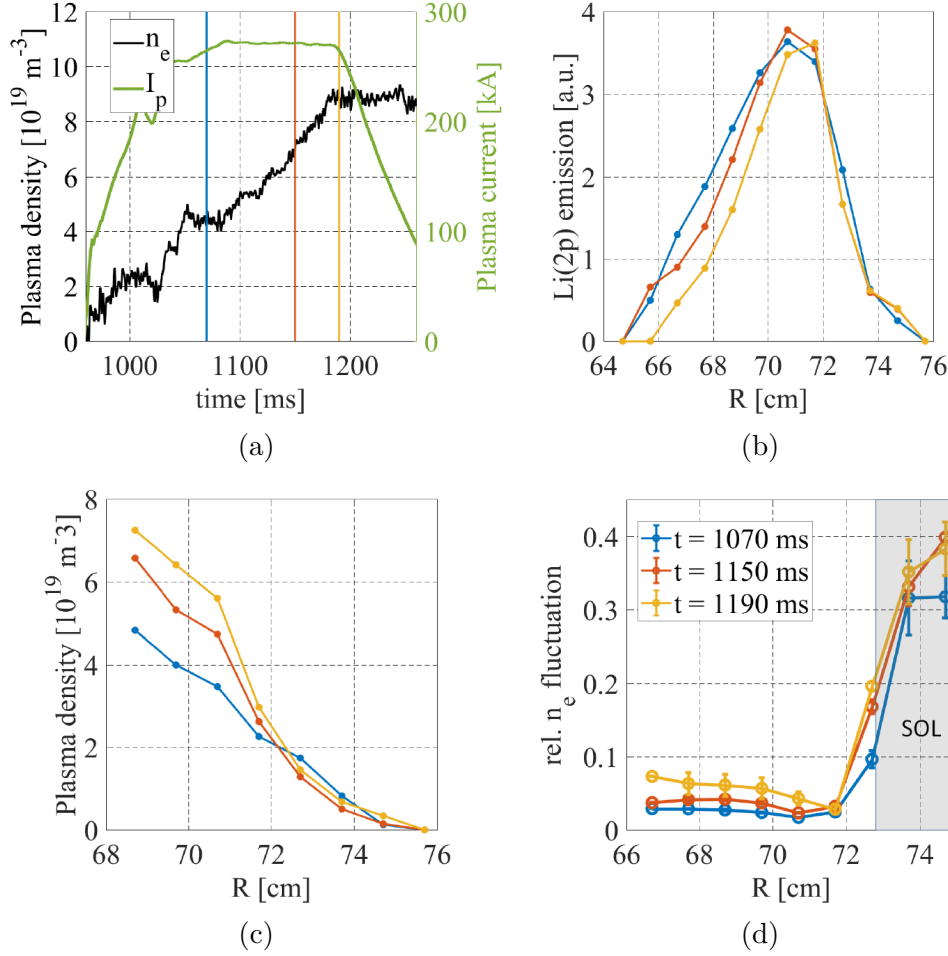 12
10
8
6
4
2
0
Plasma density [10^19 m^-3]
n_e
I_p
300
200
100
0
Plasma current [kA]
1000 1100 1200
time [ms]
(a)
4
3
2
1
0
Li(2p) emission [a.u.]
64 66 68 70 72 74 76
R [cm]
(b)
8
6
4
2
0
Plasma density [10^19 m^-3]
68 70 72 74 76
R [cm]
(c)
0.4
0.3
0.2
0.1
0
rel. n_e fluctuation
t = 1070 ms
t = 1150 ms
t = 1190 ms
SOL
66 68 70 72 74
R [cm]
(d)